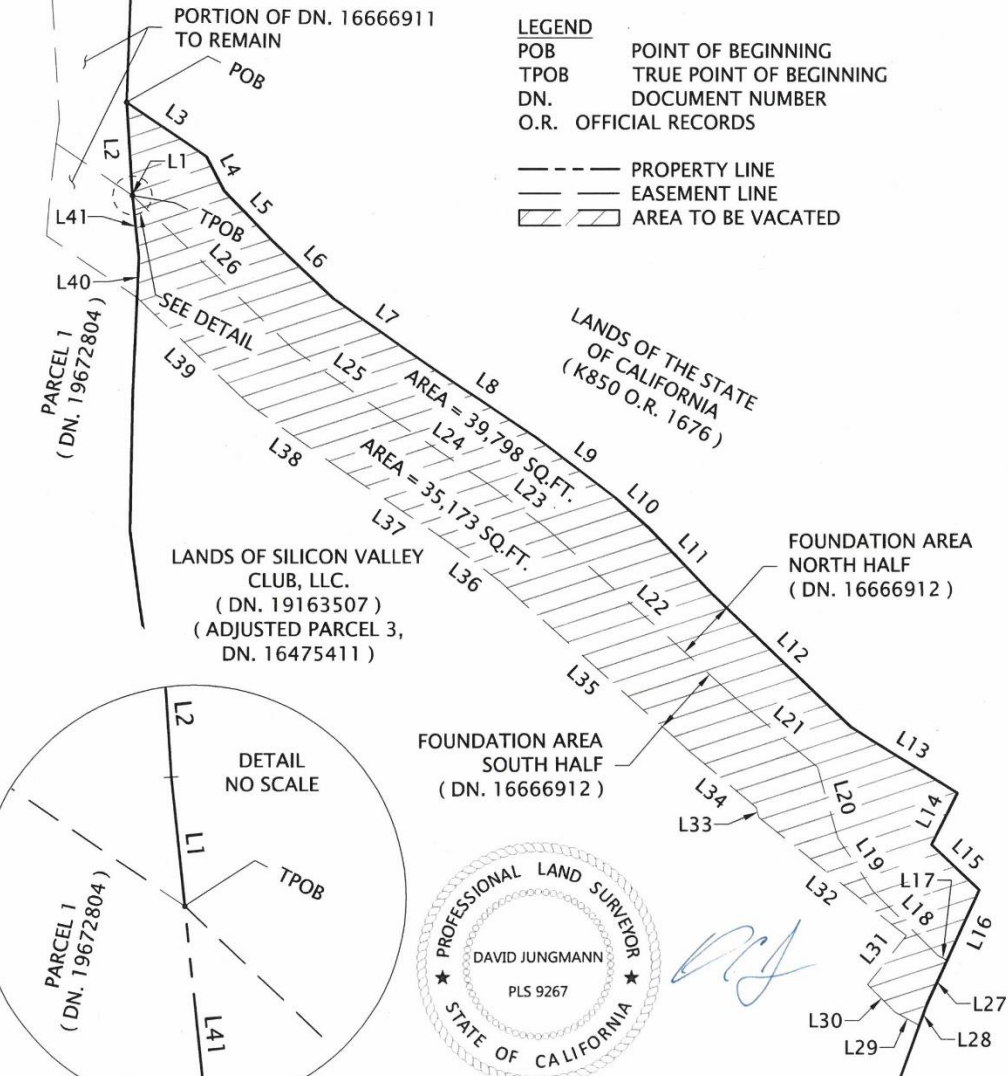 PORTION OF DN. 16666911
TO REMAIN
POB
LEGEND
POB POINT OF BEGINNING
TPOB TRUE POINT OF BEGINNING
DN. DOCUMENT NUMBER
O.R. OFFICIAL RECORDS
PROPERTY LINE
EASEMENT LINE
AREA TO BE VACATED
L3
L2
L1
L4
L41
TPOB
L5
L26
L6
L40
SEE DETAIL
PARCEL 1
( DN. 19672804 )
L7
LANDS OF THE STATE
OF CALIFORNIA
( K850 O.R. 1676 )
L39
L25
AREA = 39,798 SQ.FT.
L8
L24
L38
AREA = 35,173 SQ.FT.
L9
L23
L37
L10
L36
L11
LANDS OF SILICON VALLEY
CLUB, LLC.
( DN. 19163507 )
( ADJUSTED PARCEL 3,
DN. 16475411 )
FOUNDATION AREA
NORTH HALF
( DN. 16666912 )
L22
L12
L35
L21
L13
FOUNDATION AREA
SOUTH HALF
( DN. 16666912 )
L34
L20
L14
L33
L19
L15
L17
L32
L18
L16
L31
L30
L27
L29
L28
L2
DETAIL
NO SCALE
L1
TPOB
PARCEL 1
( DN. 19672804 )
L41
PROFESSIONAL LAND SURVEYOR
DAVID JUNGMANN
PLS 9267
STATE OF CALIFORNIA